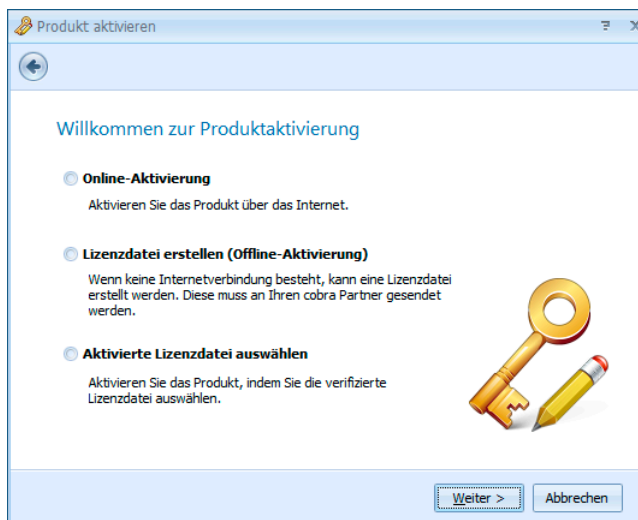 Produkt aktivieren
Willkommen zur Produktaktivierung
Online-Aktivierung
Aktivieren Sie das Produkt über das Internet.
Lizenzdatei erstellen (Offline-Aktivierung)
Wenn keine Internetverbindung besteht, kann eine Lizenzdatei
erstellt werden. Diese muss an Ihren cobra Partner gesendet
werden.
Aktivierte Lizenzdatei auswählen
Aktivieren Sie das Produkt, indem Sie die verifizierte
Lizenzdatei auswählen.
Weiter >
Abbrechen